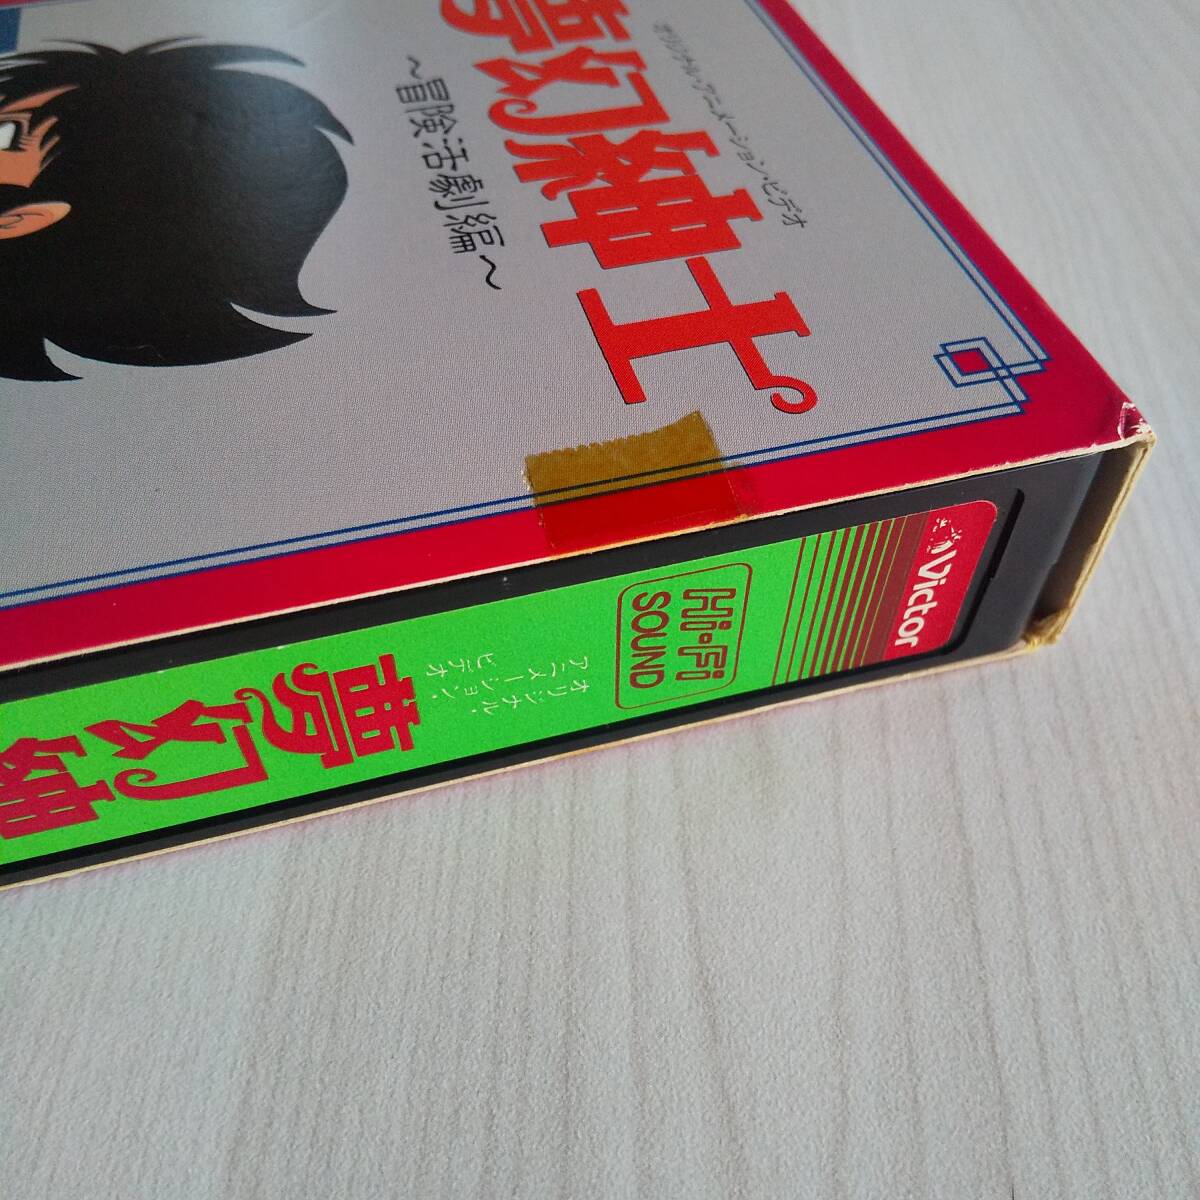 オリジナル・アニメーション・ビデオ
夢幻紳士
〜冒険活劇編〜
Victor
Hi-Fi
SOUND
オリジナル・
アニメーション・
ビデオ
夢幻紳